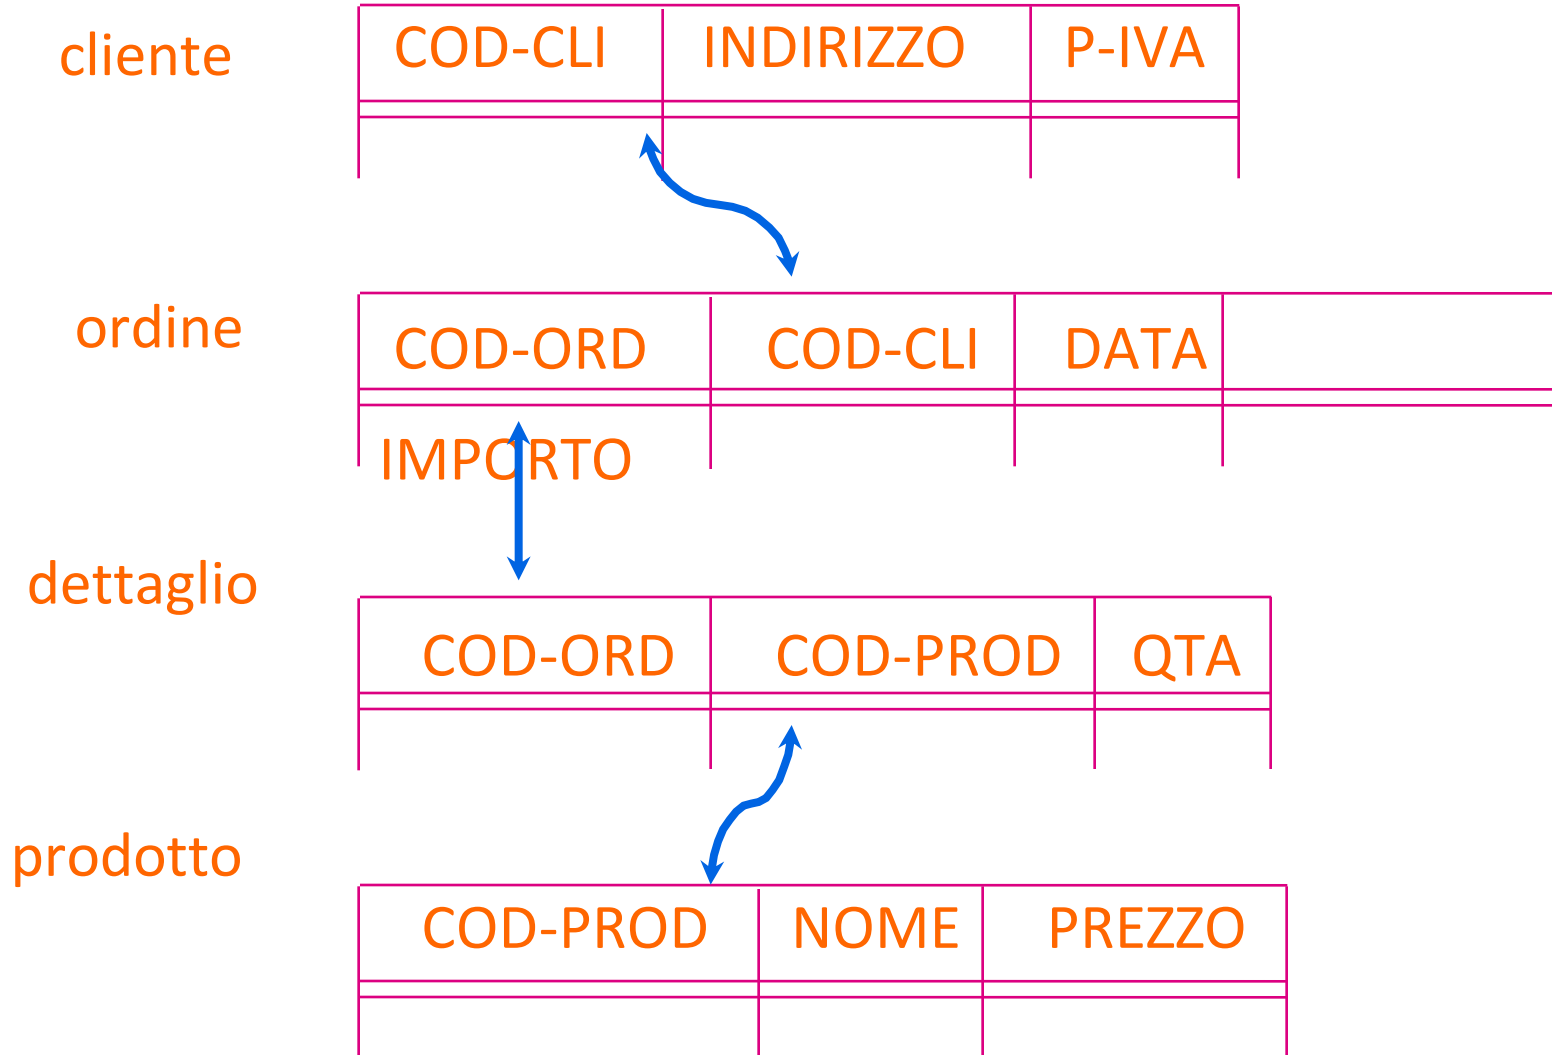 cliente
COD-CLI INDIRIZZO P-IVA
ordine
COD-ORD COD-CLI DATA
IMPORTO
dettaglio
COD-ORD COD-PROD QTA
prodotto
COD-PROD NOME PREZZO